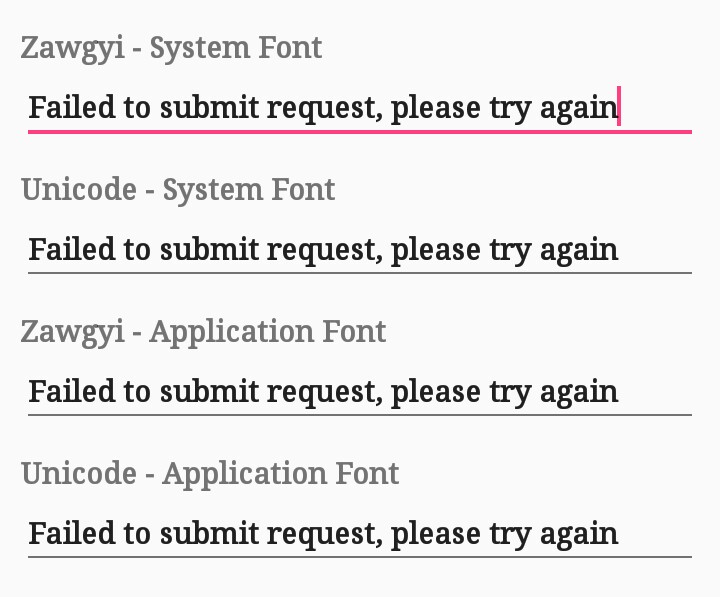 Zawgyi - System Font
Failed to submit request, please try again
Unicode - System Font
Failed to submit request, please try again
Zawgyi - Application Font
Failed to submit request, please try again
Unicode - Application Font
Failed to submit request, please try again